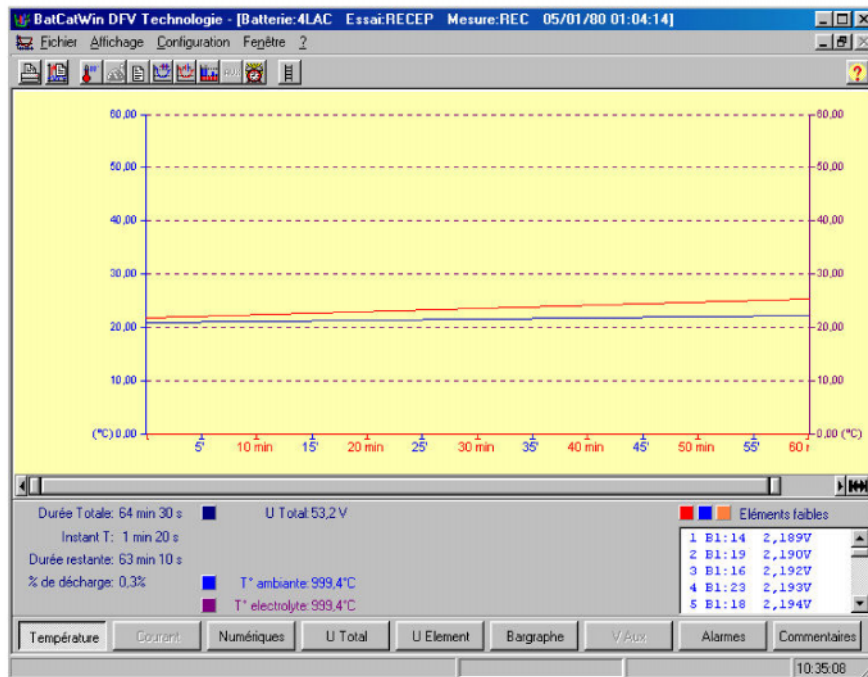 BatCatWin DFV Technologie - [Batterie:4LAC Essai:RECEP Mesure:REC 05/01/80 01:04:14]
Fichier Affichage Configuration Fenêtre ?
60,00 60,00
50,00 50,00
40,00 40,00
30,00 30,00
20,00 20,00
10,00 10,00
(°C) 0,00 0,00 (°C)
5' 10 min 15' 20 min 25' 30 min 35' 40 min 45' 50 min 55' 60 r
Durée Totale: 64 min 30 s U Total: 53,2 V Eléments faibles
Instant T: 1 min 20 s
Durée restante: 63 min 10 s
% de décharge: 0,3% T° ambiante: 999,4°C
T° electrolyte: 999,4°C
1 B1:14 2,189V
2 B1:19 2,190V
3 B1:16 2,192V
4 B1:23 2,193V
5 B1:18 2,194V
Température Courant Numériques U Total U Element Bargraphe V Aux Alarmes Commentaires
10:35:08